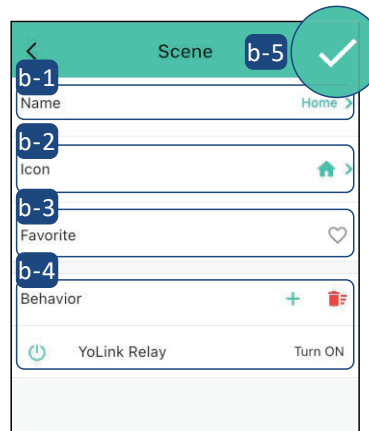 Scene b-5
b-1
Name Home
b-2
Icon
b-3
Favorite
b-4
Behavior
YoLink Relay Turn ON